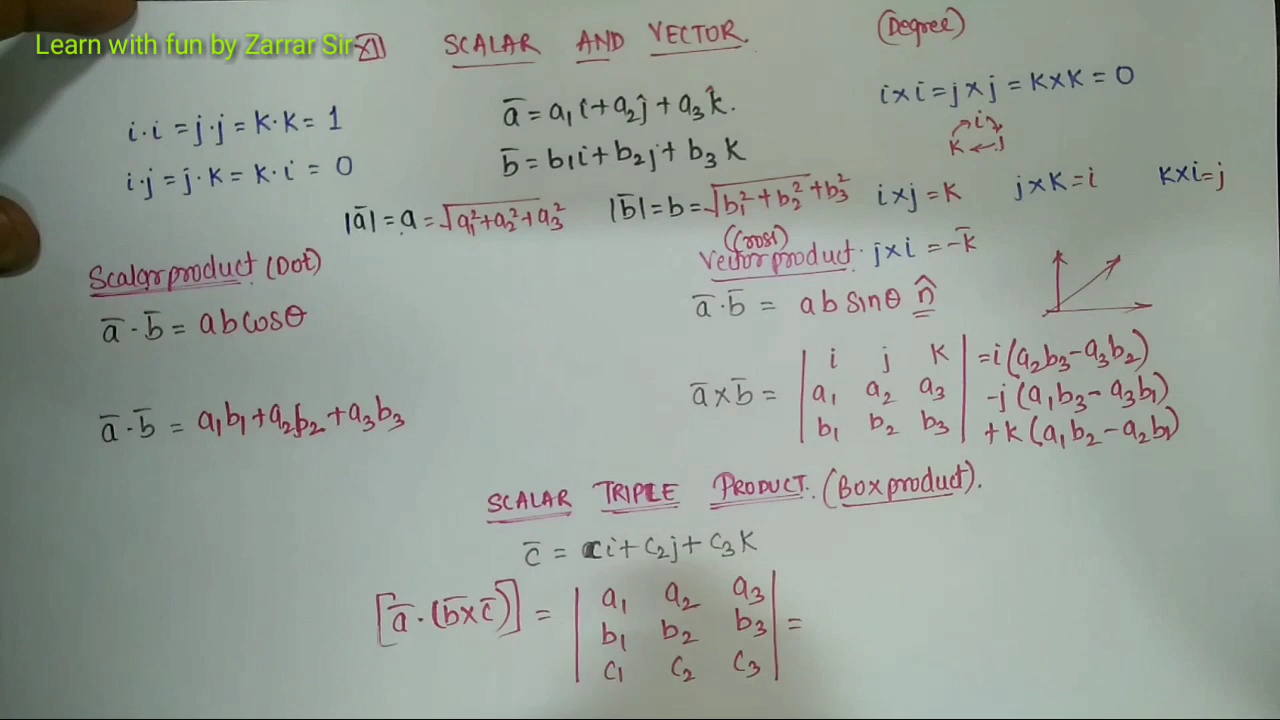 Learn with fun by Zarrar Sir
XII SCALAR AND VECTOR (Degree)
i·i = j·j = k·k = 1
i·j = j·k = k·i = 0
a̅ = a₁i + a₂ĵ + a₃k̂.
b̅ = b₁i + b₂j + b₃k
|a̅| = a = √a₁²+a₂²+a₃²
|b̅| = b = √b₁²+b₂²+b₃²
i×i = j×j = k×k = 0
i j k
i×j = k j×k = i k×i = j
j×i = -k̅
Scalar product (Dot)
a̅·b̅ = ab cosθ
a̅·b̅ = a₁b₁+a₂b₂+a₃b₃
(Cross)
Vector product.
a̅·b̅ = ab sinθ n̂
a̅×b̅ = | i j k | = i(a₂b₃-a₃b₂)
| a₁ a₂ a₃ | -j(a₁b₃-a₃b₁)
| b₁ b₂ b₃ | +k(a₁b₂-a₂b₁)
SCALAR TRIPLE PRODUCT. (Box product).
c̅ = ci + c₂j + c₃k
[a̅·(b̅×c̅)] = | a₁ a₂ a₃ |
| b₁ b₂ b₃ | =
| c₁ c₂ c₃ |